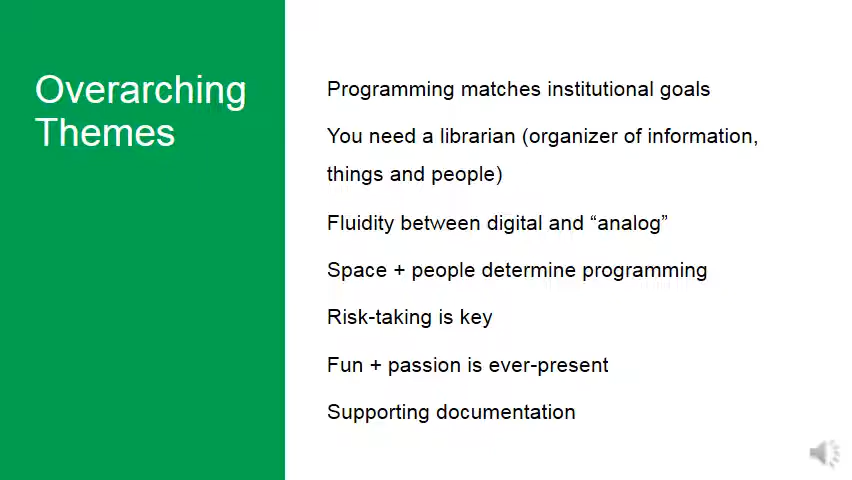 Overarching
Themes
Programming matches institutional goals
You need a librarian (organizer of information,
things and people)
Fluidity between digital and “analog”
Space + people determine programming
Risk-taking is key
Fun + passion is ever-present
Supporting documentation